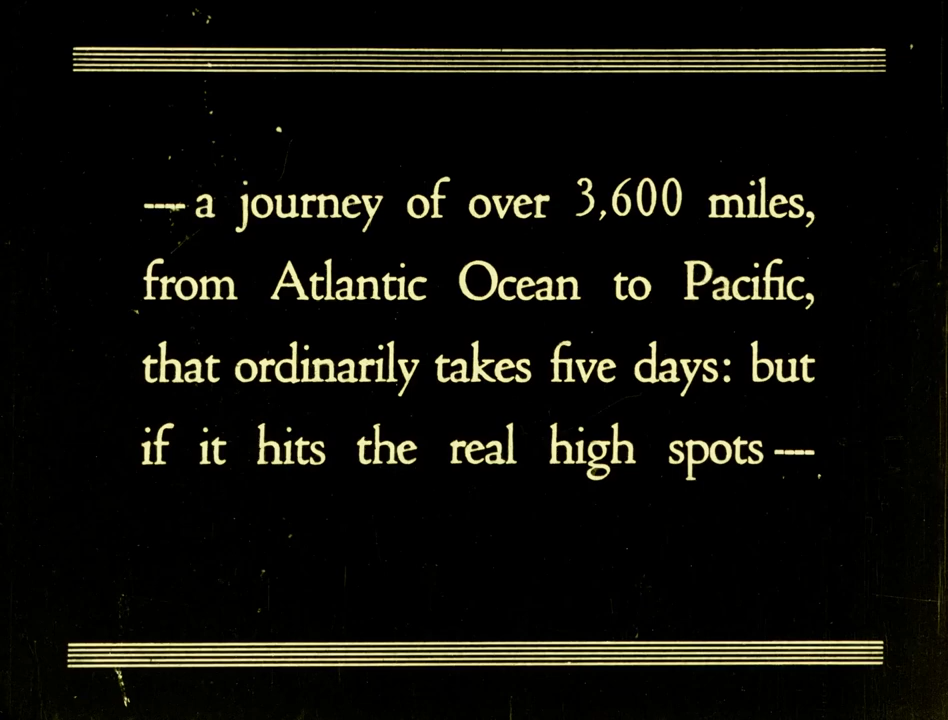 — a journey of over 3,600 miles,
from Atlantic Ocean to Pacific,
that ordinarily takes five days: but
if it hits the real high spots —